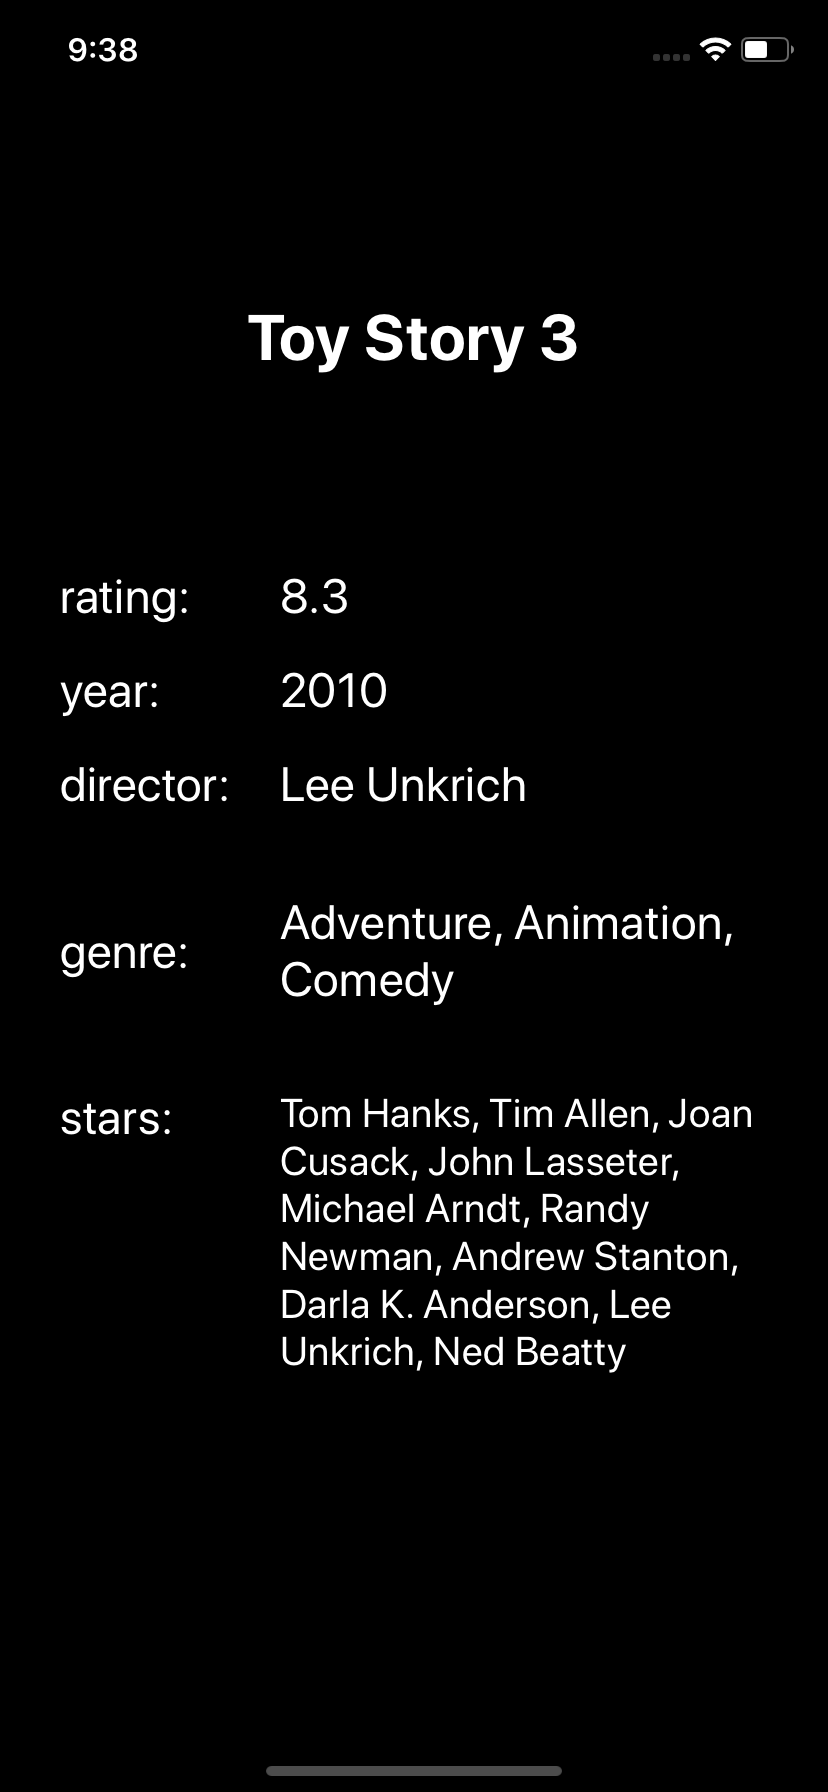 9:38
Toy Story 3
rating: 8.3
year: 2010
director: Lee Unkrich
genre: Adventure, Animation,
Comedy
stars: Tom Hanks, Tim Allen, Joan
Cusack, John Lasseter,
Michael Arndt, Randy
Newman, Andrew Stanton,
Darla K. Anderson, Lee
Unkrich, Ned Beatty